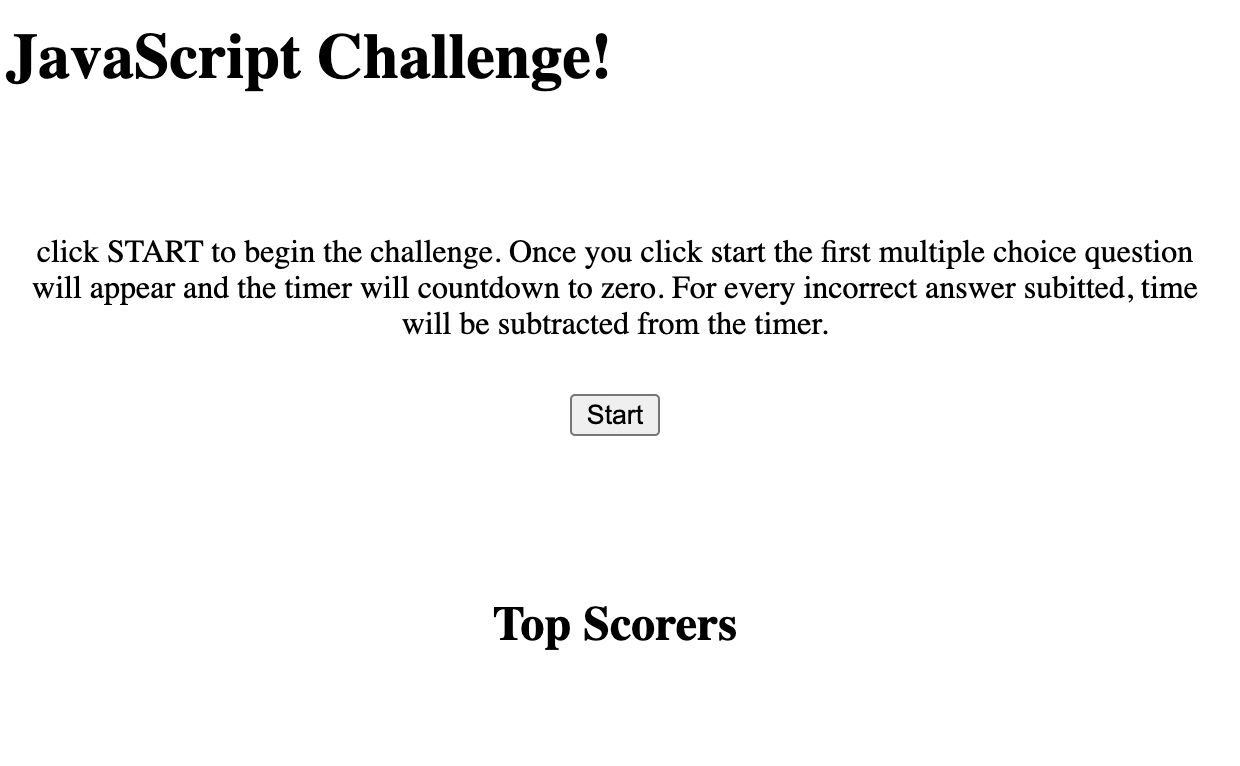 JavaScript Challenge!
click START to begin the challenge. Once you click start the first multiple choice question
will appear and the timer will countdown to zero. For every incorrect answer subitted, time
will be subtracted from the timer.
Start
Top Scorers